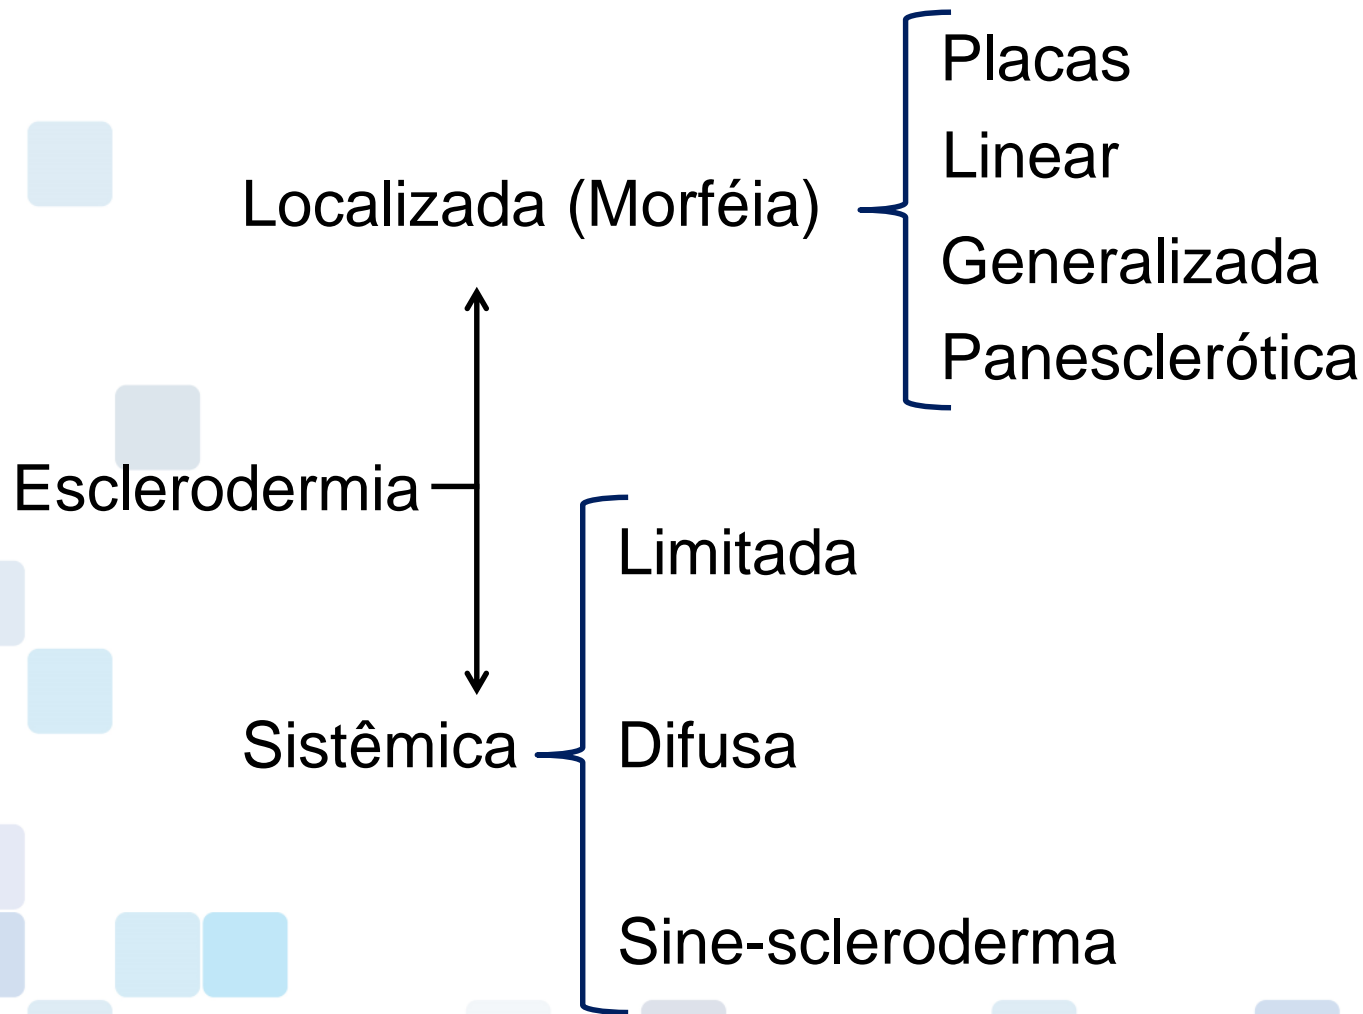 Placas
Linear
Localizada (Morféia)
Generalizada
Panesclerótica
Esclerodermia
Limitada
Sistêmica
Difusa
Sine-scleroderma